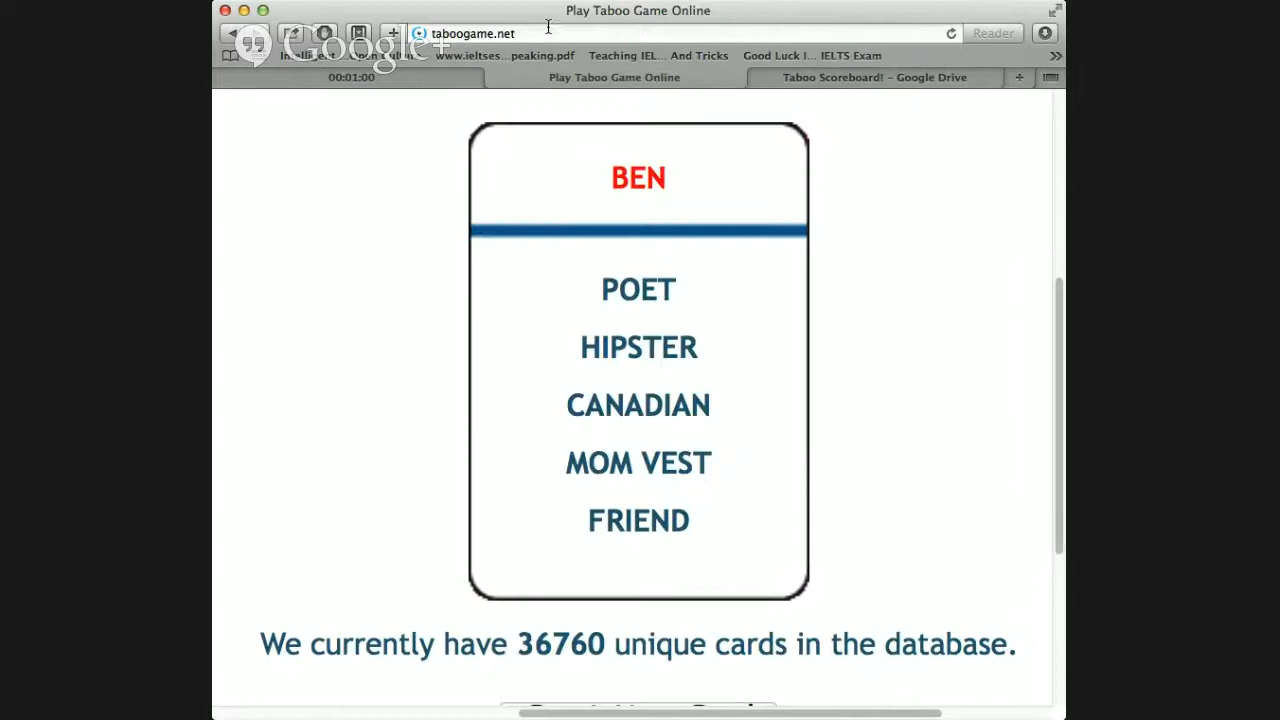 Play Taboo Game Online
taboogame.net
Reader
Google+
www.ieltses...peaking.pdf
Teaching IEL... And Tricks
Good Luck I... IELTS Exam
00:01:00
Play Taboo Game Online
Taboo Scoreboard! – Google Drive
BEN
POET
HIPSTER
CANADIAN
MOM VEST
FRIEND
We currently have 36760 unique cards in the database.